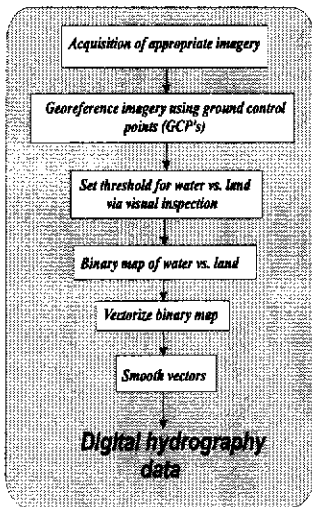 Acquisition of appropriate imagery
Georeference imagery using ground control
points (GCP's)
Set threshold for water vs. land
via visual inspection
Binary map of water vs. land
Vectorize binary map
Smooth vectors
Digital hydrography
data